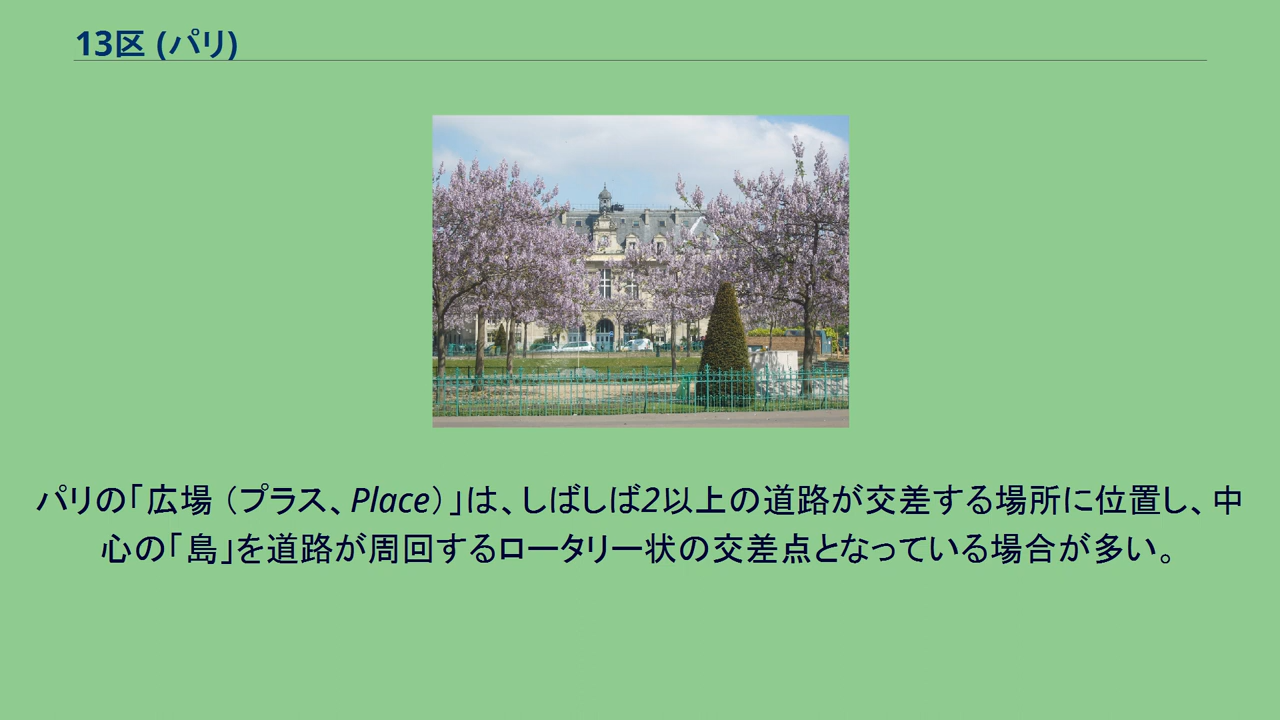 13区 (パリ)
パリの「広場（プラス、Place）」は、しばしば2以上の道路が交差する場所に位置し、中
心の「島」を道路が周回するロータリー状の交差点となっている場合が多い。